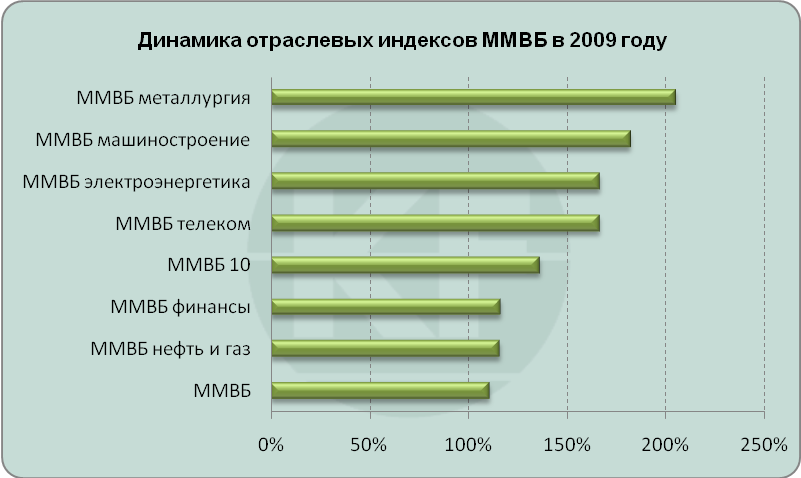 Динамика отраслевых индексов ММВБ в 2009 году
ММВБ металлургия
ММВБ машиностроение
ММВБ электроэнергетика
ММВБ телеком
ММВБ 10
ММВБ финансы
ММВБ нефть и газ
ММВБ
0% 50% 100% 150% 200% 250%